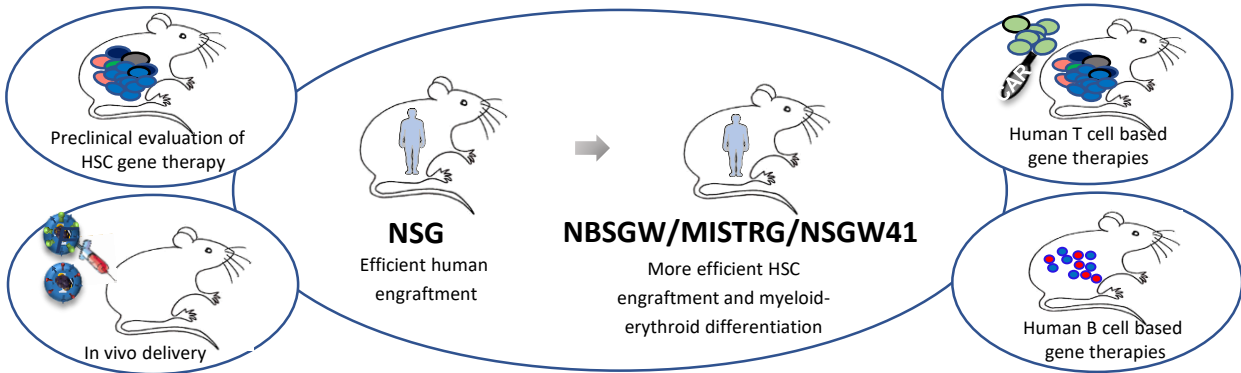 Preclinical evaluation of
HSC gene therapy
In vivo delivery
NSG
Efficient human
engraftment
NBSGW/MISTRG/NSGW41
More efficient HSC
engraftment and myeloid-
erythroid differentiation
CAR
Human T cell based
gene therapies
Human B cell based
gene therapies